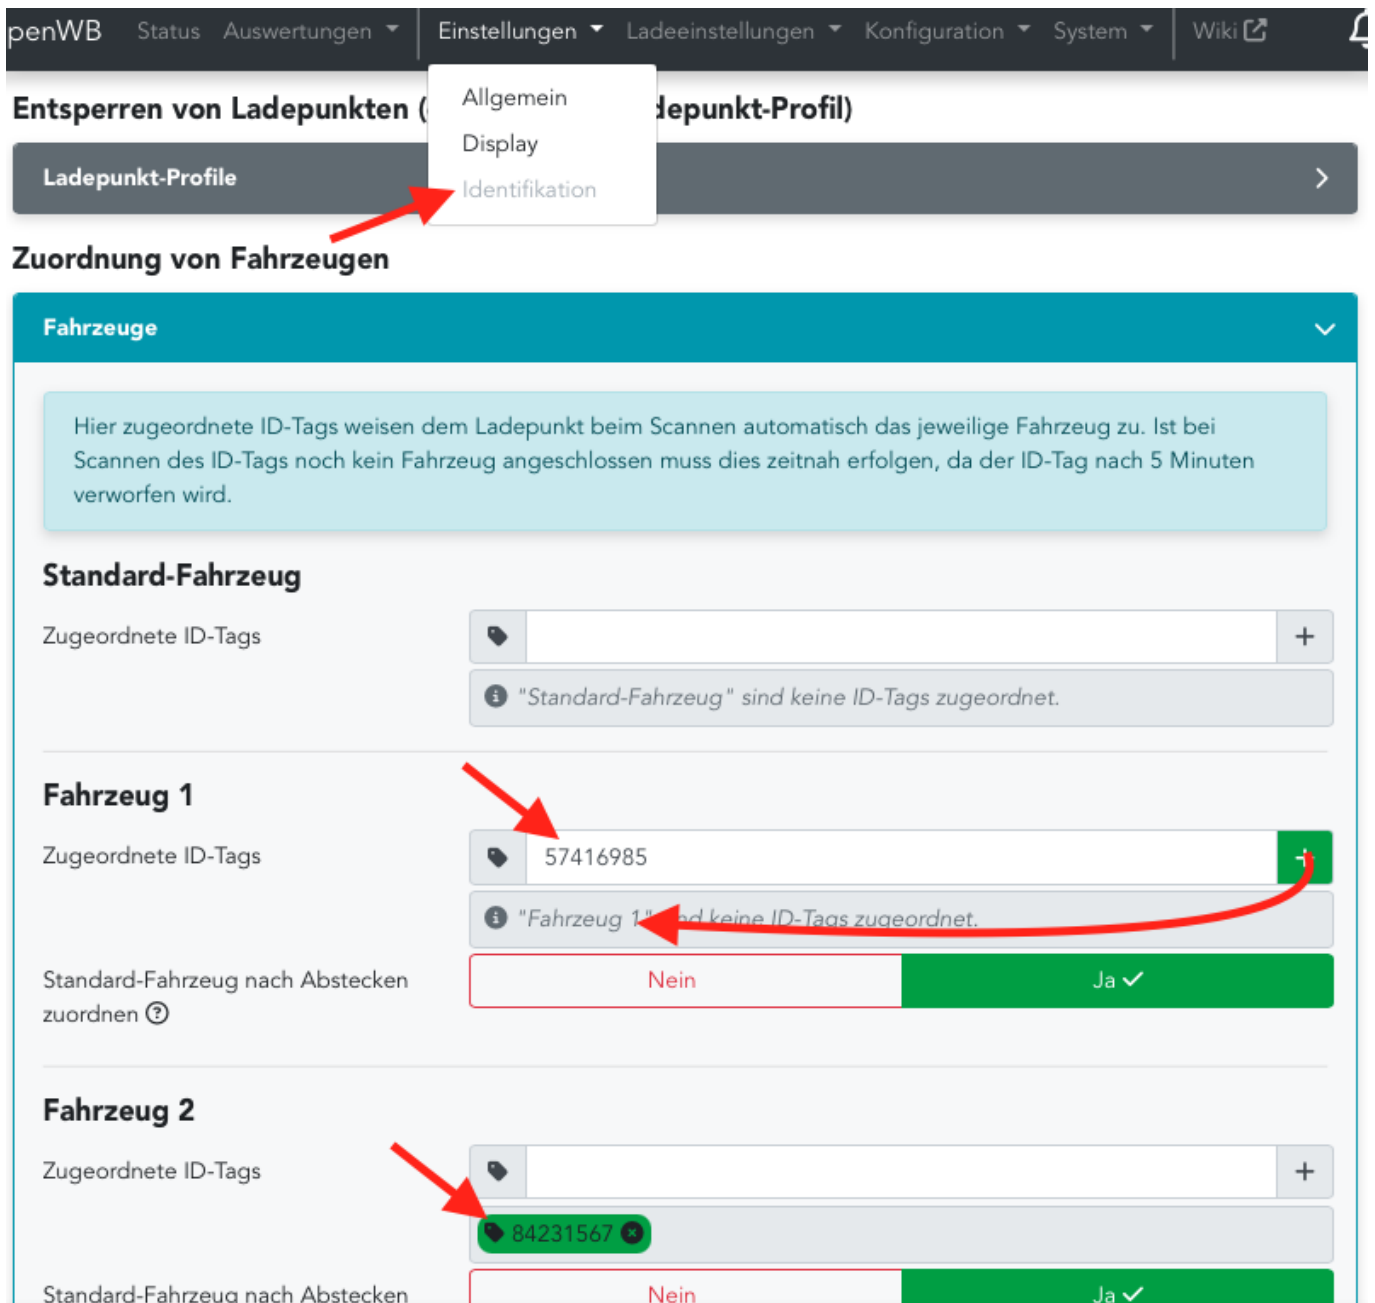 penWB Status Auswertungen Einstellungen Ladeeinstellungen Konfiguration System Wiki
Allgemein
Display
Identifikation
Entsperren von Ladepunkten ( depunkt-Profil)
Ladepunkt-Profile
Zuordnung von Fahrzeugen
Fahrzeuge
Hier zugeordnete ID-Tags weisen dem Ladepunkt beim Scannen automatisch das jeweilige Fahrzeug zu. Ist bei
Scannen des ID-Tags noch kein Fahrzeug angeschlossen muss dies zeitnah erfolgen, da der ID-Tag nach 5 Minuten
verworfen wird.
Standard-Fahrzeug
Zugeordnete ID-Tags
"Standard-Fahrzeug" sind keine ID-Tags zugeordnet.
Fahrzeug 1
Zugeordnete ID-Tags 57416985
"Fahrzeug 1" sind keine ID-Tags zugeordnet.
Standard-Fahrzeug nach Abstecken Nein Ja
zuordnen
Fahrzeug 2
Zugeordnete ID-Tags
84231567
Standard-Fahrzeug nach Abstecken Nein Ja